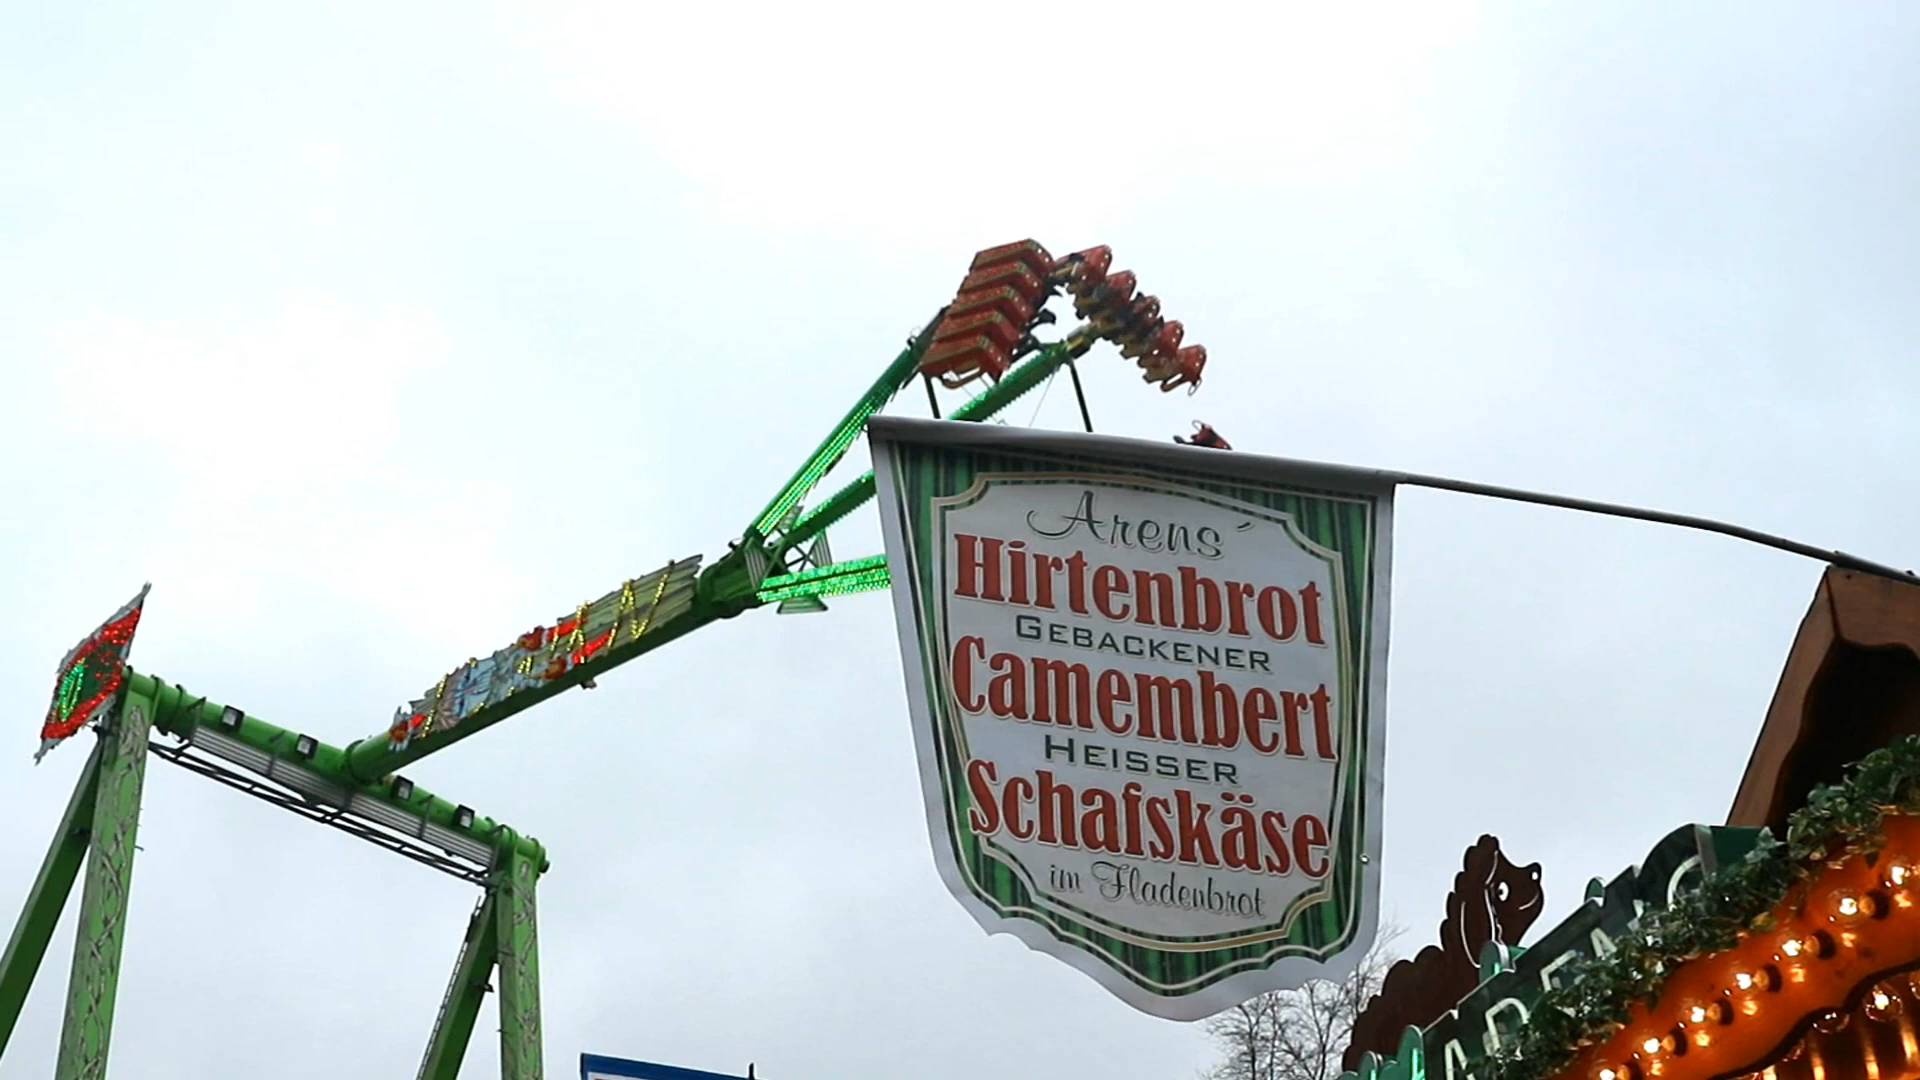 Arens´
Hirtenbrot
GEBACKENER
Camembert
HEISSER
Schafskäse
im Fladenbrot